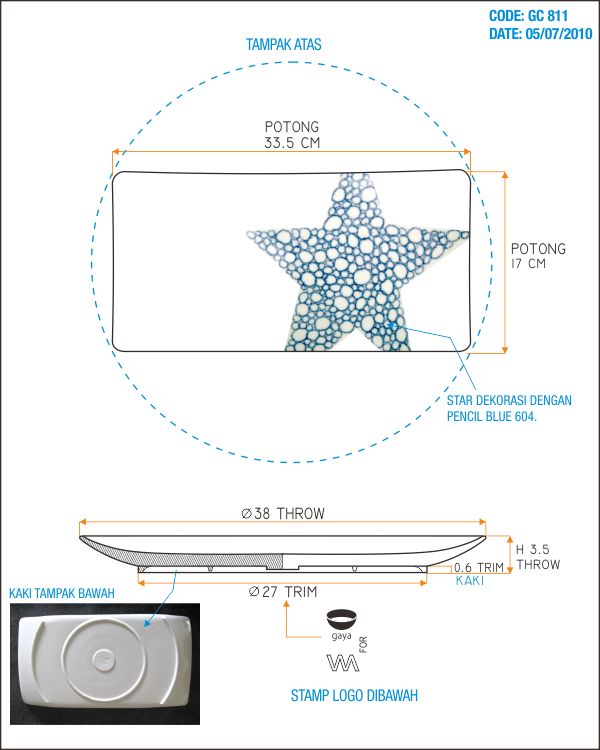 CODE: GC 811
DATE: 05/07/2010
TAMPAK ATAS
POTONG
33.5 CM
POTONG
17 CM
STAR DEKORASI DENGAN
PENCIL BLUE 604.
Ø38 THROW
H 3.5
THROW
0.6 TRIM
KAKI
Ø27 TRIM
KAKI TAMPAK BAWAH
gaya
FOR
STAMP LOGO DIBAWAH